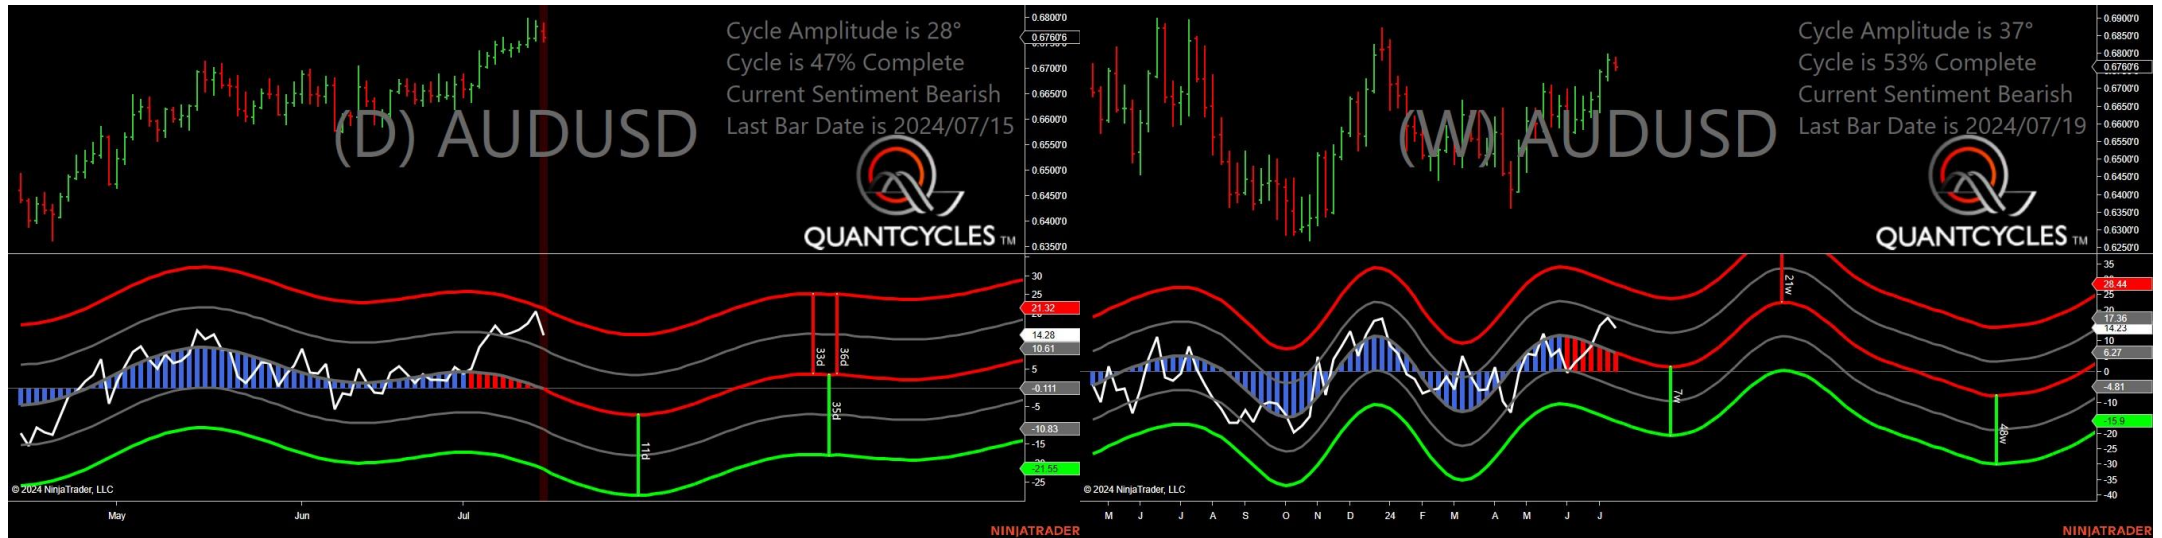 Cycle Amplitude is 28°
Cycle is 47% Complete
Current Sentiment Bearish
Last Bar Date is 2024/07/15
(D) AUDUSD
QUANTCYCLES TM
0.6800'0
0.6760'6
0.6700'0
0.6650'0
0.6600'0
0.6550'0
0.6500'0
0.6450'0
0.6400'0
0.6350'0
30
25
21.32
14.28
10.61
5
-0.111
-5
-10.83
-15
-21.55
-25
33d
36d
35d
11d
© 2024 NinjaTrader, LLC
May
Jun
Jul
NINJATRADER
Cycle Amplitude is 37°
Cycle is 53% Complete
Current Sentiment Bearish
Last Bar Date is 2024/07/19
(W) AUDUSD
QUANTCYCLES TM
0.6900'0
0.6850'0
0.6800'0
0.6760'6
0.6700'0
0.6650'0
0.6600'0
0.6550'0
0.6500'0
0.6450'0
0.6400'0
0.6350'0
0.6300'0
0.6250'0
35
28.44
25
17.36
14.23
10
6.27
0
-4.81
-10
-15.9
-20
-25
-30
-35
-40
21w
7w
48w
© 2024 NinjaTrader, LLC
M J J A S O N D 24 F M A M J J
NINJATRADER